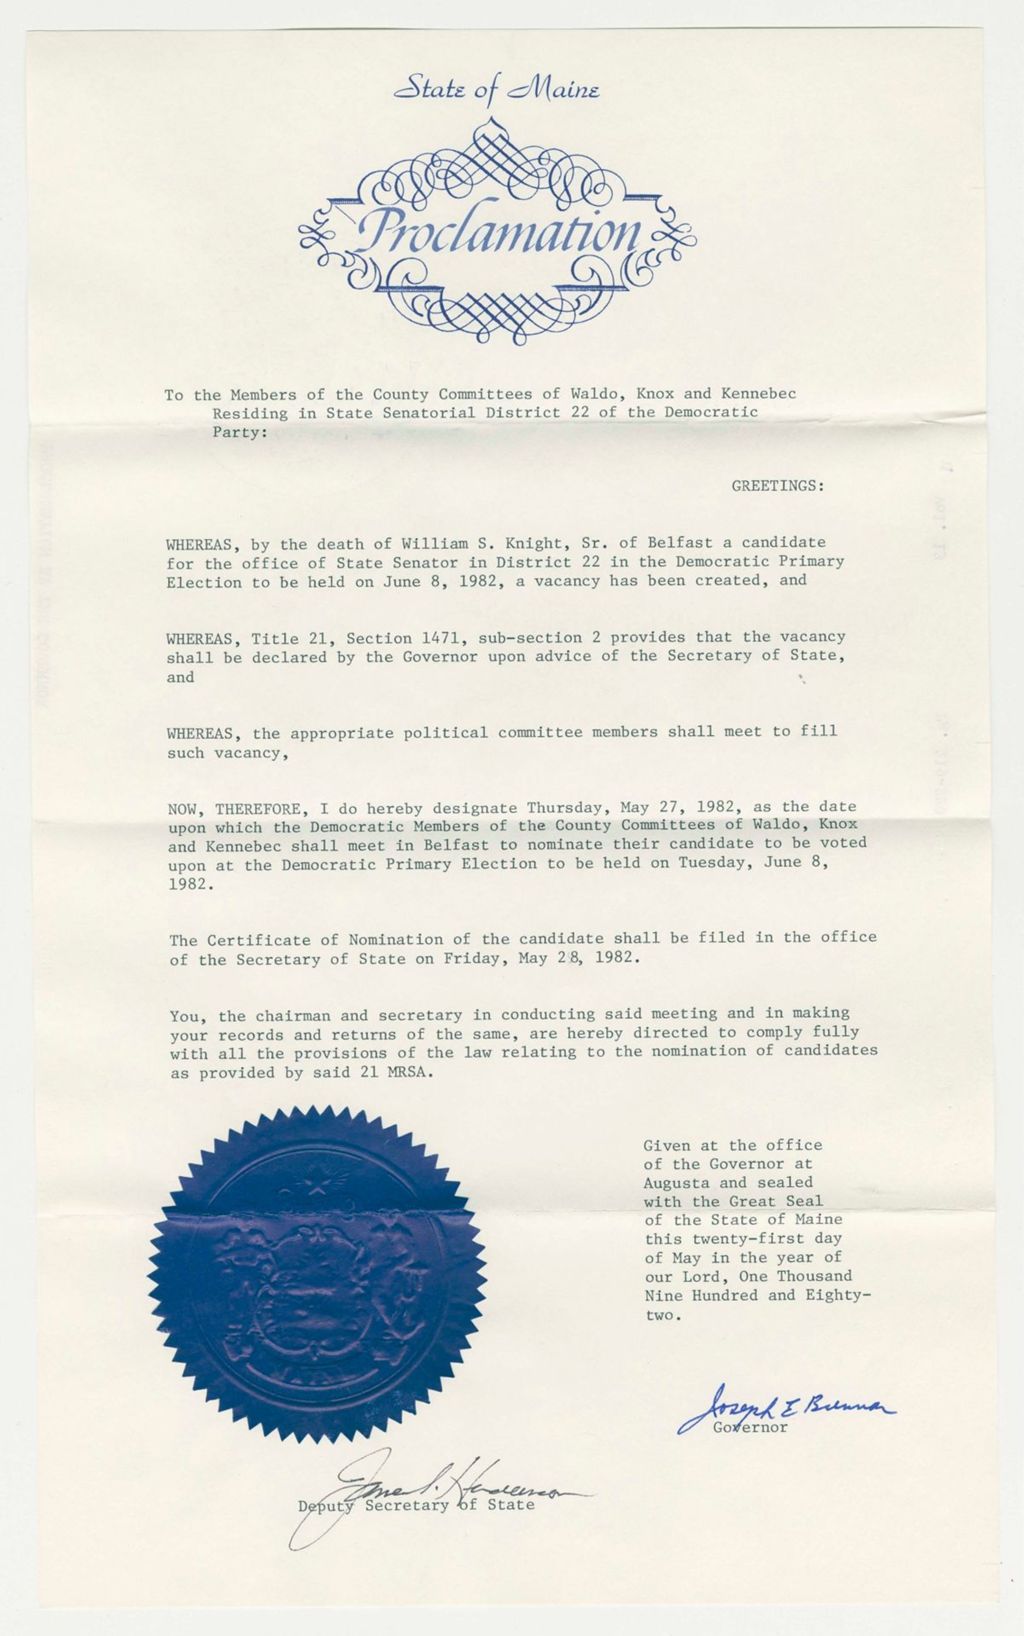 State of Maine
Proclamation
To the Members of the County Committees of Waldo, Knox and Kennebec
Residing in State Senatorial District 22 of the Democratic
Party:
GREETINGS:
WHEREAS, by the death of William S. Knight, Sr. of Belfast a candidate
for the office of State Senator in District 22 in the Democratic Primary
Election to be held on June 8, 1982, a vacancy has been created, and
WHEREAS, Title 21, Section 1471, sub-section 2 provides that the vacancy
shall be declared by the Governor upon advice of the Secretary of State,
and
WHEREAS, the appropriate political committee members shall meet to fill
such vacancy,
NOW, THEREFORE, I do hereby designate Thursday, May 27, 1982, as the date
upon which the Democratic Members of the County Committees of Waldo, Knox
and Kennebec shall meet in Belfast to nominate their candidate to be voted
upon at the Democratic Primary Election to be held on Tuesday, June 8,
1982.
The Certificate of Nomination of the candidate shall be filed in the office
of the Secretary of State on Friday, May 28, 1982.
You, the chairman and secretary in conducting said meeting and in making
your records and returns of the same, are hereby directed to comply fully
with all the provisions of the law relating to the nomination of candidates
as provided by said 21 MRSA.
Given at the office
of the Governor at
Augusta and sealed
with the Great Seal
of the State of Maine
this twenty-first day
of May in the year of
our Lord, One Thousand
Nine Hundred and Eighty-
two.
Joseph E Brennan
Governor
James S. Henderson
Deputy Secretary of State